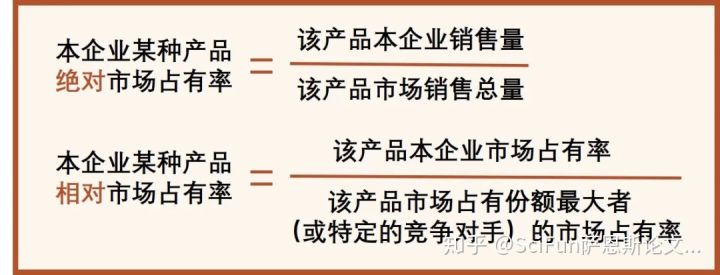 本企业某种产品
绝对市场占有率
=
该产品本企业销售量
该产品市场销售总量
本企业某种产品
相对市场占有率
=
该产品本企业市场占有率
该产品市场占有份额最大者
(或特定的竞争对手）的市场占有率
知乎 @SciFun萨恩斯论文...